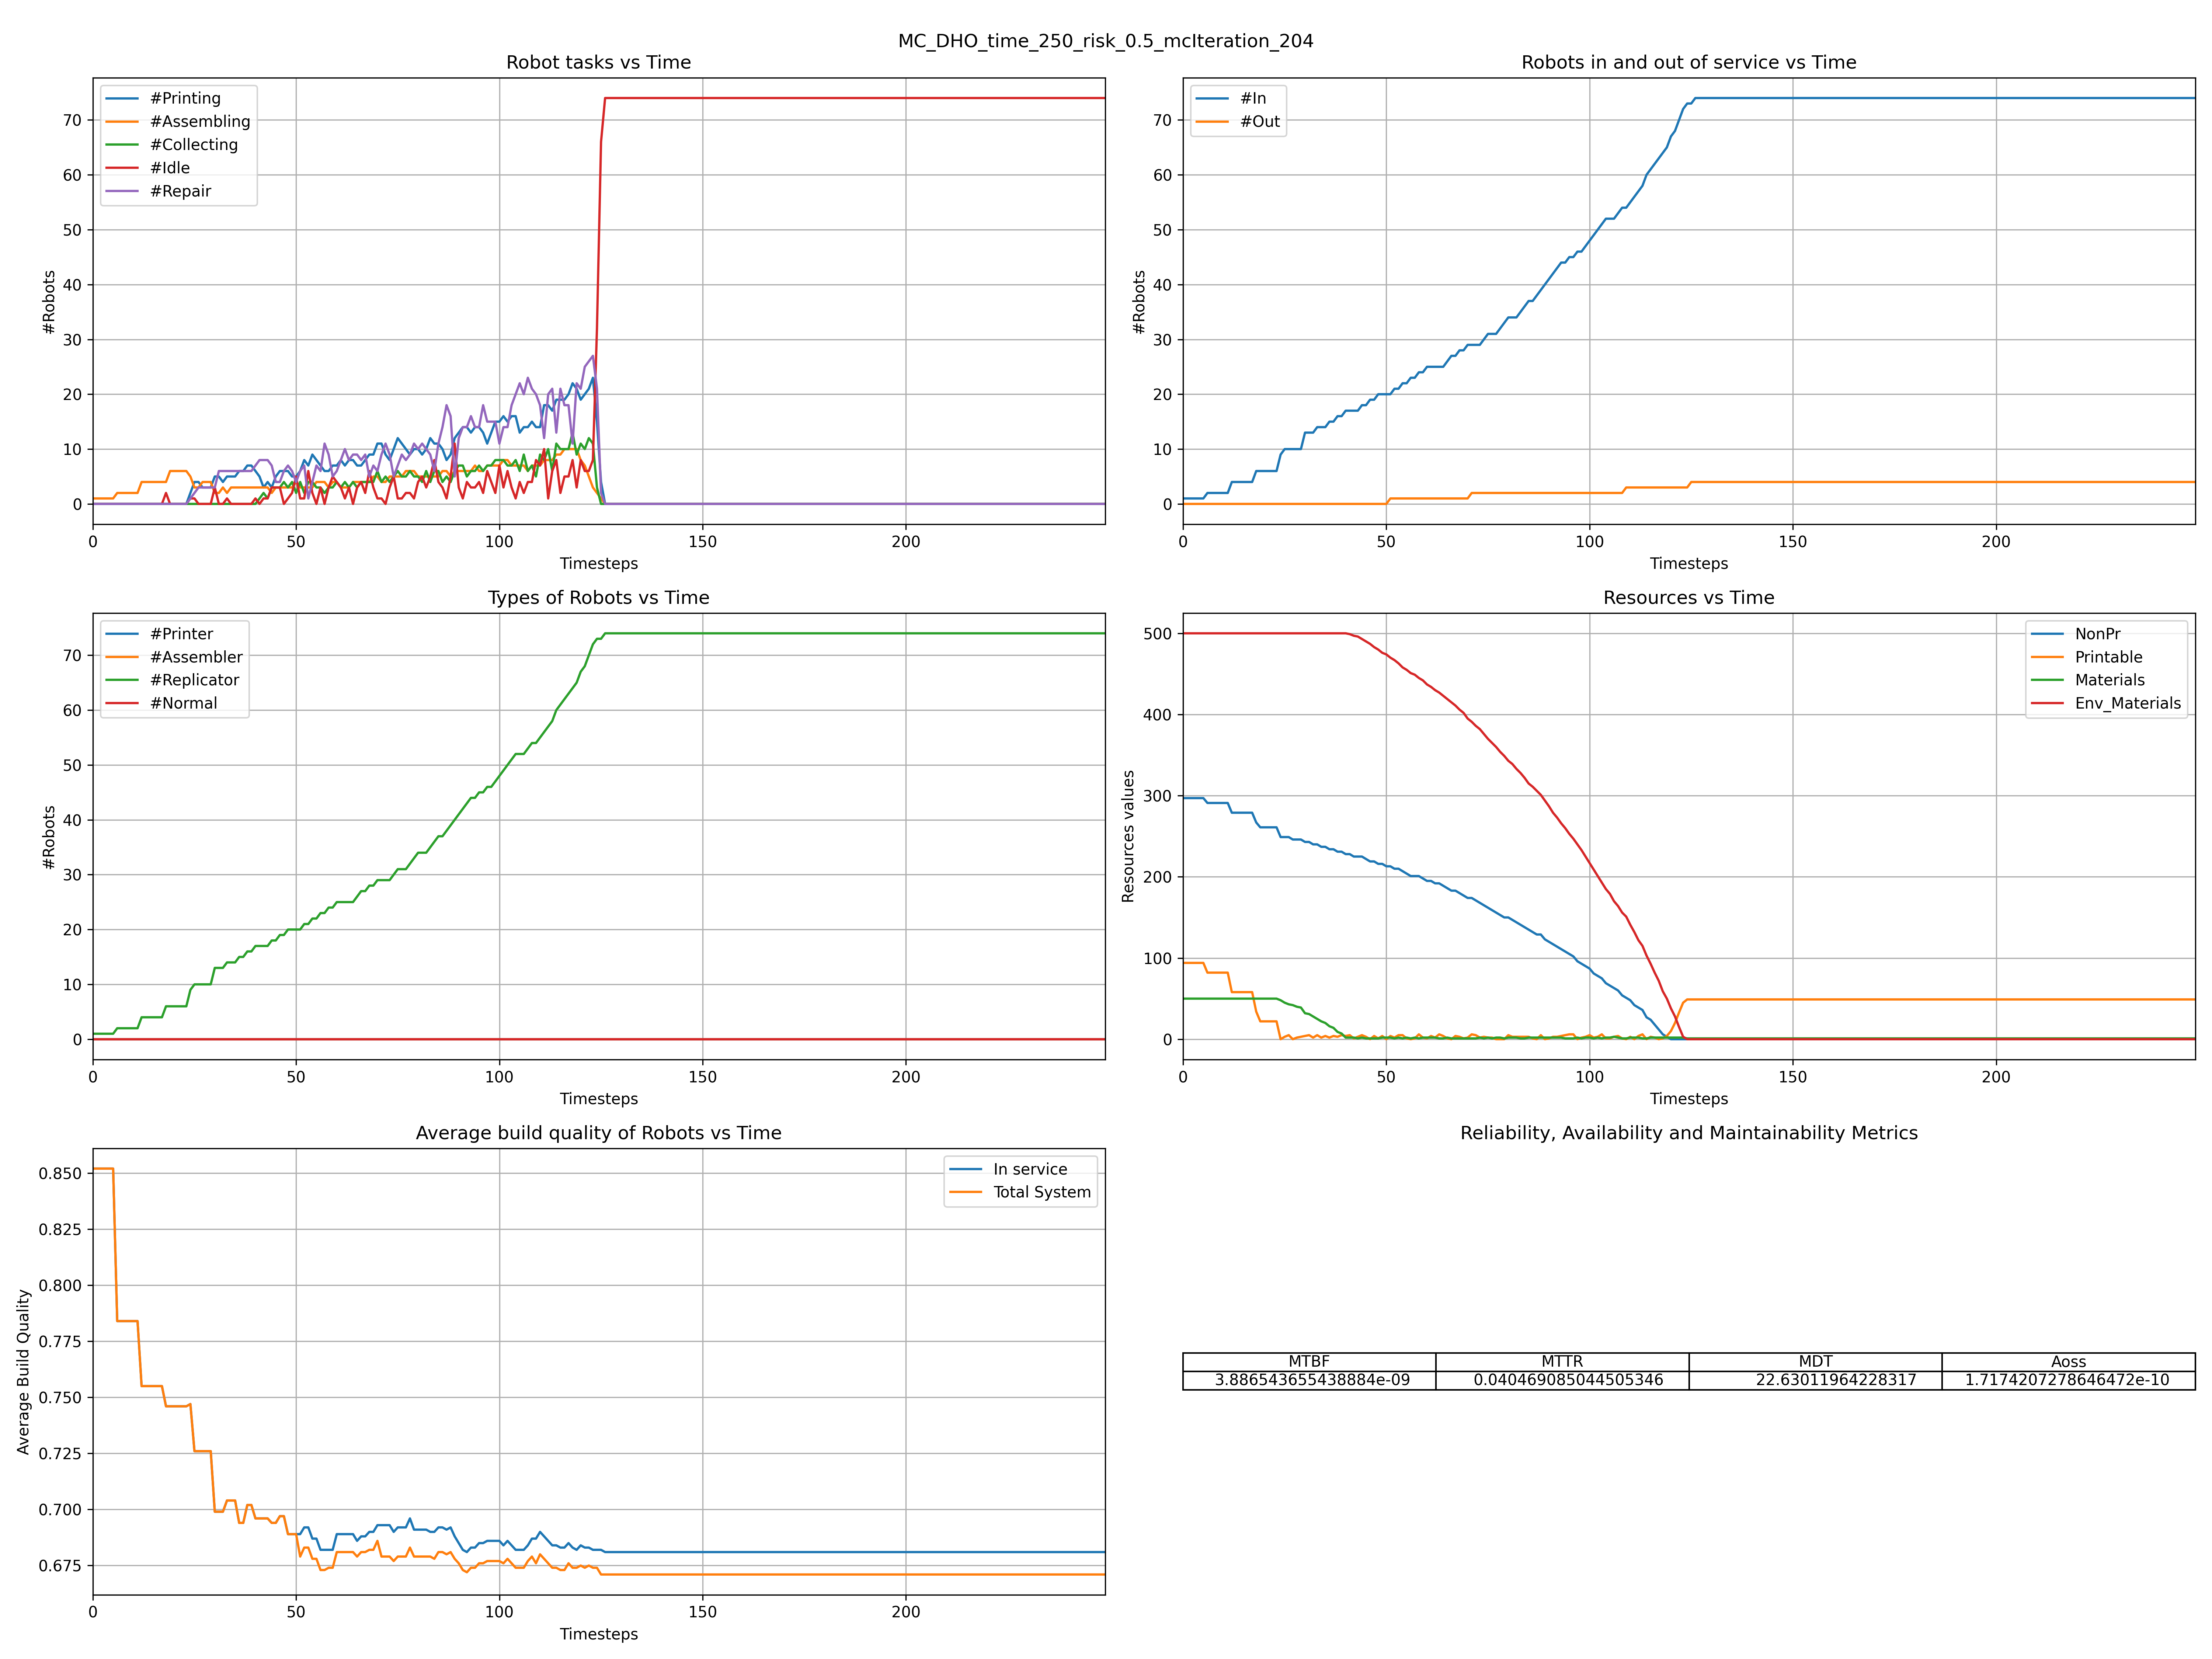 MC_DHO_time_250_risk_0.5_mcIteration_204
Robot tasks vs Time
#Printing
#Assembling
#Collecting
#Idle
#Repair
70
60
50
40
30
20
10
0
#Robots
0 50 100 150 200
Timesteps
Robots in and out of service vs Time
#In
#Out
70
60
50
40
30
20
10
0
#Robots
0 50 100 150 200
Timesteps
Types of Robots vs Time
#Printer
#Assembler
#Replicator
#Normal
70
60
50
40
30
20
10
0
#Robots
0 50 100 150 200
Timesteps
Resources vs Time
NonPr
Printable
Materials
Env_Materials
500
400
300
200
100
0
Resources values
0 50 100 150 200
Timesteps
Average build quality of Robots vs Time
In service
Total System
0.850
0.825
0.800
0.775
0.750
0.725
0.700
0.675
Average Build Quality
0 50 100 150 200
Timesteps
Reliability, Availability and Maintainability Metrics
MTBF MTTR MDT Aoss
3.886543655438884e-09 0.040469085044505346 22.63011964228317 1.7174207278646472e-10